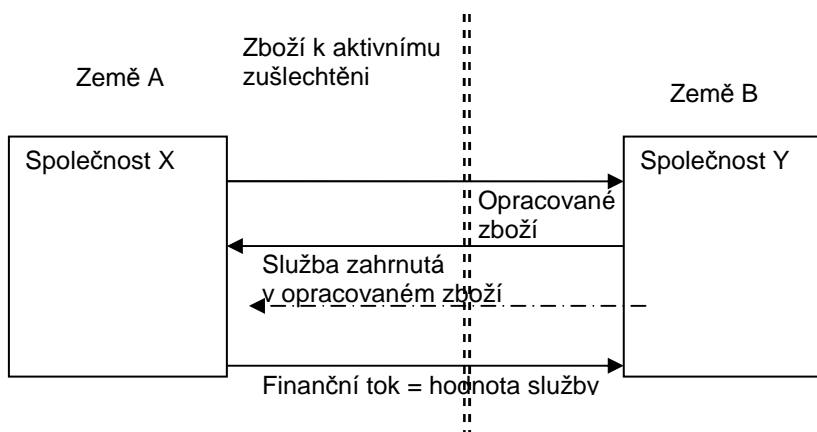 Zboží k aktivnímu
zušlechtěni
Země A
Země B
Společnost X
Společnost Y
Opracované
zboží
Služba zahrnutá
v opracovaném zboží
Finanční tok = hodnota služby